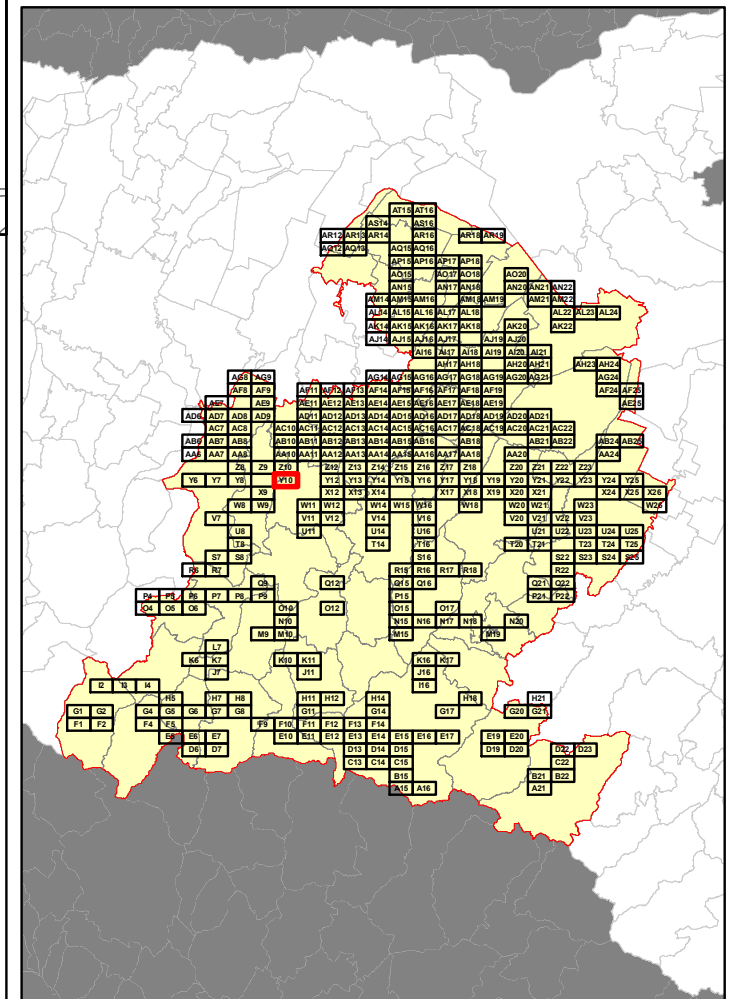 AT15 AT16
AS14 AS16
AR12 AR13 AR14 AR16 AR18 AR19
AQ12 AQ13 AQ15 AQ16
AP15 AP16 AP17 AP18
AO15 AO17 AO18 AO20
AN15 AN17 AN18 AN20 AN21 AN22
AM14 AM15 AM16 AM18 AM19 AM21 AM22
AL14 AL15 AL16 AL17 AL18 AL22 AL23 AL24
AK14 AK15 AK16 AK17 AK18 AK20 AK22
AJ14 AJ15 AJ16 AJ17 AJ19 AJ20
AI16 AI17 AI18 AI19 AI20 AI21
AH17 AH18 AH20 AH21 AH23 AH24
AG8 AG9 AG14 AG15 AG16 AG17 AG18 AG19 AG20 AG21 AG24
AF8 AF9 AF11 AF12 AF13 AF14 AF15 AF16 AF17 AF18 AF19 AF24 AF25
AE7 AE9 AE11 AE12 AE13 AE14 AE15 AE16 AE17 AE18 AE19 AE25
AD6 AD7 AD8 AD9 AD11 AD12 AD13 AD14 AD15 AD16 AD17 AD18 AD19 AD20 AD21
AC7 AC8 AC10 AC11 AC12 AC13 AC14 AC15 AC16 AC17 AC18 AC19 AC20 AC21 AC22
AB6 AB7 AB8 AB10 AB11 AB12 AB13 AB14 AB15 AB16 AB18 AB21 AB22 AB24 AB25
AA6 AA7 AA8 AA10 AA11 AA12 AA13 AA14 AA15 AA16 AA17 AA18 AA20 AA24
Z8 Z9 Z10 Z12 Z13 Z14 Z15 Z16 Z17 Z18 Z20 Z21 Z22 Z23
Y6 Y7 Y8 Y10 Y12 Y13 Y14 Y15 Y16 Y17 Y18 Y19 Y20 Y21 Y22 Y23 Y24 Y25
X9 X12 X13 X14 X17 X18 X19 X20 X21 X24 X25 X26
W8 W9 W11 W12 W14 W15 W16 W18 W20 W21 W23 W26
V7 V11 V12 V14 V16 V20 V21 V22 V23
U8 U11 U14 U16 U21 U22 U23 U24 U25
T8 T14 T16 T20 T21 T23 T24 T25
S7 S8 S16 S22 S23 S24 S25
R6 R7 R15 R16 R17 R18 R22
Q9 Q12 Q15 Q16 Q21 Q22
P4 P5 P6 P7 P8 P9 P15 P21 P22
O4 O5 O6 O10 O12 O15 O17
N10 N15 N16 N17 N18 N20
M9 M10 M15 M19
L7
K6 K7 K10 K11 K16 K17
J7 J11 J16
I2 I3 I4 I16
H5 H7 H8 H11 H12 H14 H18 H21
G1 G2 G4 G5 G6 G7 G8 G11 G14 G17 G20 G21
F1 F2 F4 F5 F9 F10 F11 F12 F13 F14
E5 E6 E7 E10 E11 E12 E13 E14 E15 E16 E17 E19 E20
D6 D7 D13 D14 D15 D19 D20 D22 D23
C13 C14 C15 C22
B15 B21 B22
A15 A16 A21